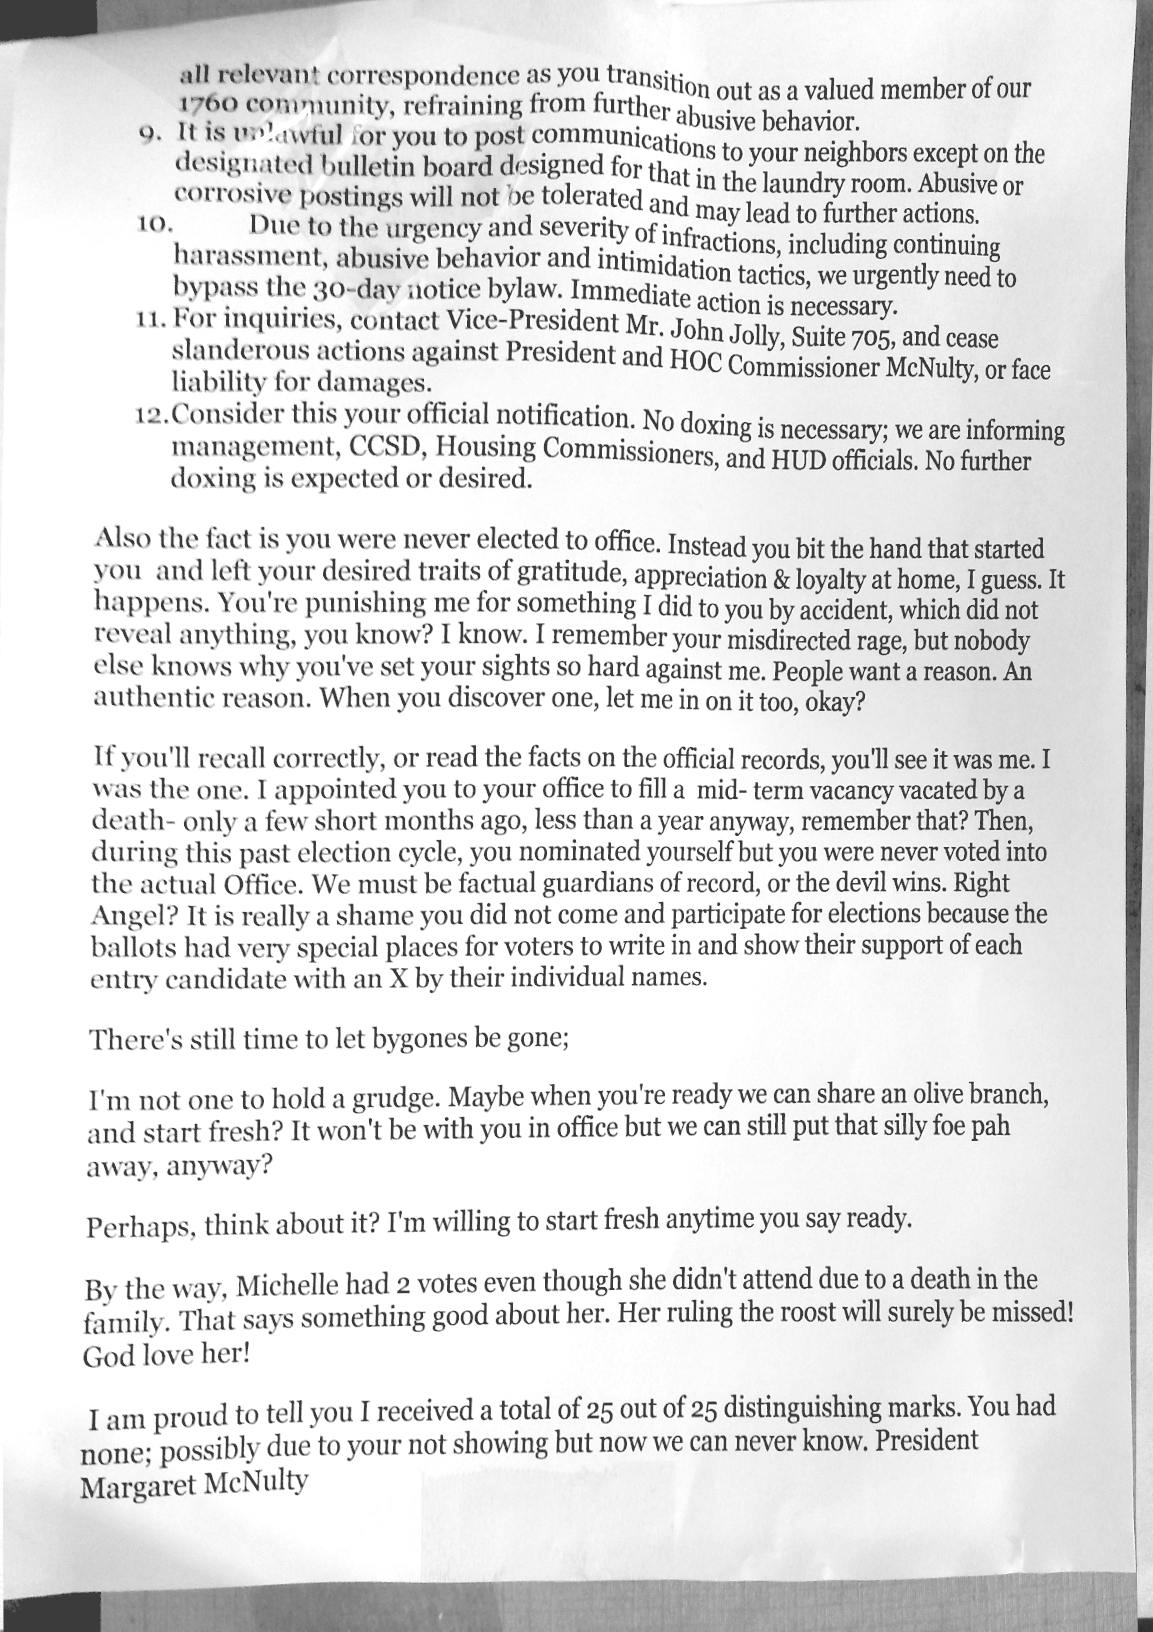 all relevant correspondence as you transition out as a valued member of our
1760 community, refraining from further abusive behavior.
9. It is unlawful for you to post communications to your neighbors except on the
designated bulletin board designed for that in the laundry room. Abusive or
corrosive postings will not be tolerated and may lead to further actions.
10. Due to the urgency and severity of infractions, including continuing
harassment, abusive behavior and intimidation tactics, we urgently need to
bypass the 30-day notice bylaw. Immediate action is necessary.
11. For inquiries, contact Vice-President Mr. John Jolly, Suite 705, and cease
slanderous actions against President and HOC Commissioner McNulty, or face
liability for damages.
12. Consider this your official notification. No doxing is necessary; we are informing
management, CCSD, Housing Commissioners, and HUD officials. No further
doxing is expected or desired.
Also the fact is you were never elected to office. Instead you bit the hand that started
you and left your desired traits of gratitude, appreciation & loyalty at home, I guess. It
happens. You're punishing me for something I did to you by accident, which did not
reveal anything, you know? I know. I remember your misdirected rage, but nobody
else knows why you've set your sights so hard against me. People want a reason. An
authentic reason. When you discover one, let me in on it too, okay?
If you'll recall correctly, or read the facts on the official records, you'll see it was me. I
was the one. I appointed you to your office to fill a mid- term vacancy vacated by a
death- only a few short months ago, less than a year anyway, remember that? Then,
during this past election cycle, you nominated yourself but you were never voted into
the actual Office. We must be factual guardians of record, or the devil wins. Right
Angel? It is really a shame you did not come and participate for elections because the
ballots had very special places for voters to write in and show their support of each
entry candidate with an X by their individual names.
There's still time to let bygones be gone;
I'm not one to hold a grudge. Maybe when you're ready we can share an olive branch,
and start fresh? It won't be with you in office but we can still put that silly foe pah
away, anyway?
Perhaps, think about it? I'm willing to start fresh anytime you say ready.
By the way, Michelle had 2 votes even though she didn't attend due to a death in the
family. That says something good about her. Her ruling the roost will surely be missed!
God love her!
I am proud to tell you I received a total of 25 out of 25 distinguishing marks. You had
none; possibly due to your not showing but now we can never know. President
Margaret McNulty